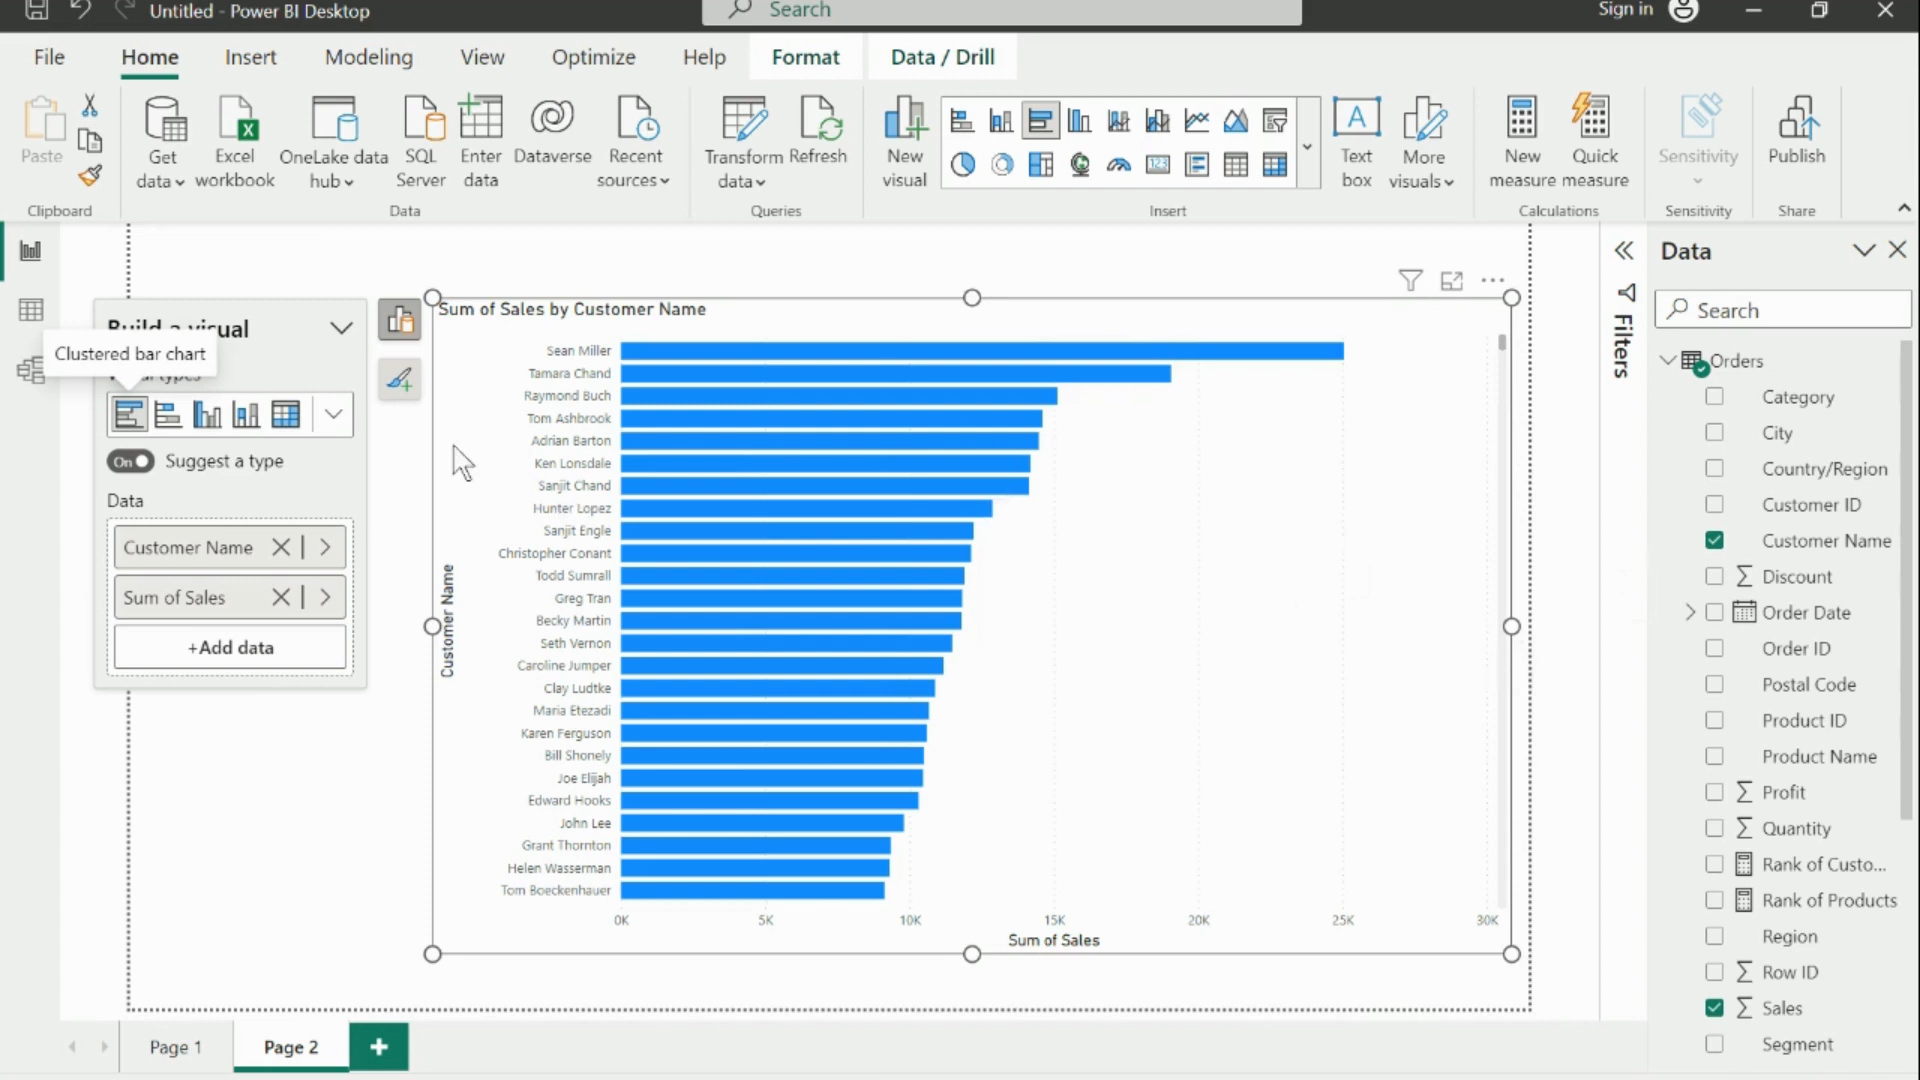 Untitled - Power BI Desktop
Search
Sign in
File
Home
Insert
Modeling
View
Optimize
Help
Format
Data / Drill
Paste
Clipboard
Get
data
Excel
workbook
OneLake data
hub
SQL
Server
Enter
data
Dataverse
Recent
sources
Data
Transform
data
Refresh
Queries
New
visual
Text
box
More
visuals
Insert
New
measure
Quick
measure
Calculations
Sensitivity
Sensitivity
Publish
Share
Build a visual
Clustered bar chart
Suggest a type
On
Data
Customer Name
Sum of Sales
+Add data
Sum of Sales by Customer Name
Customer Name
Sean Miller
Tamara Chand
Raymond Buch
Tom Ashbrook
Adrian Barton
Ken Lonsdale
Sanjit Chand
Hunter Lopez
Sanjit Engle
Christopher Conant
Todd Sumrall
Greg Tran
Becky Martin
Seth Vernon
Caroline Jumper
Clay Ludtke
Maria Etezadi
Karen Ferguson
Bill Shonely
Joe Elijah
Edward Hooks
John Lee
Grant Thornton
Helen Wasserman
Tom Boeckenhauer
0K 5K 10K 15K 20K 25K 30K
Sum of Sales
Filters
Data
Search
Orders
Category
City
Country/Region
Customer ID
Customer Name
Discount
Order Date
Order ID
Postal Code
Product ID
Product Name
Profit
Quantity
Rank of Custo...
Rank of Products
Region
Row ID
Sales
Segment
Page 1
Page 2